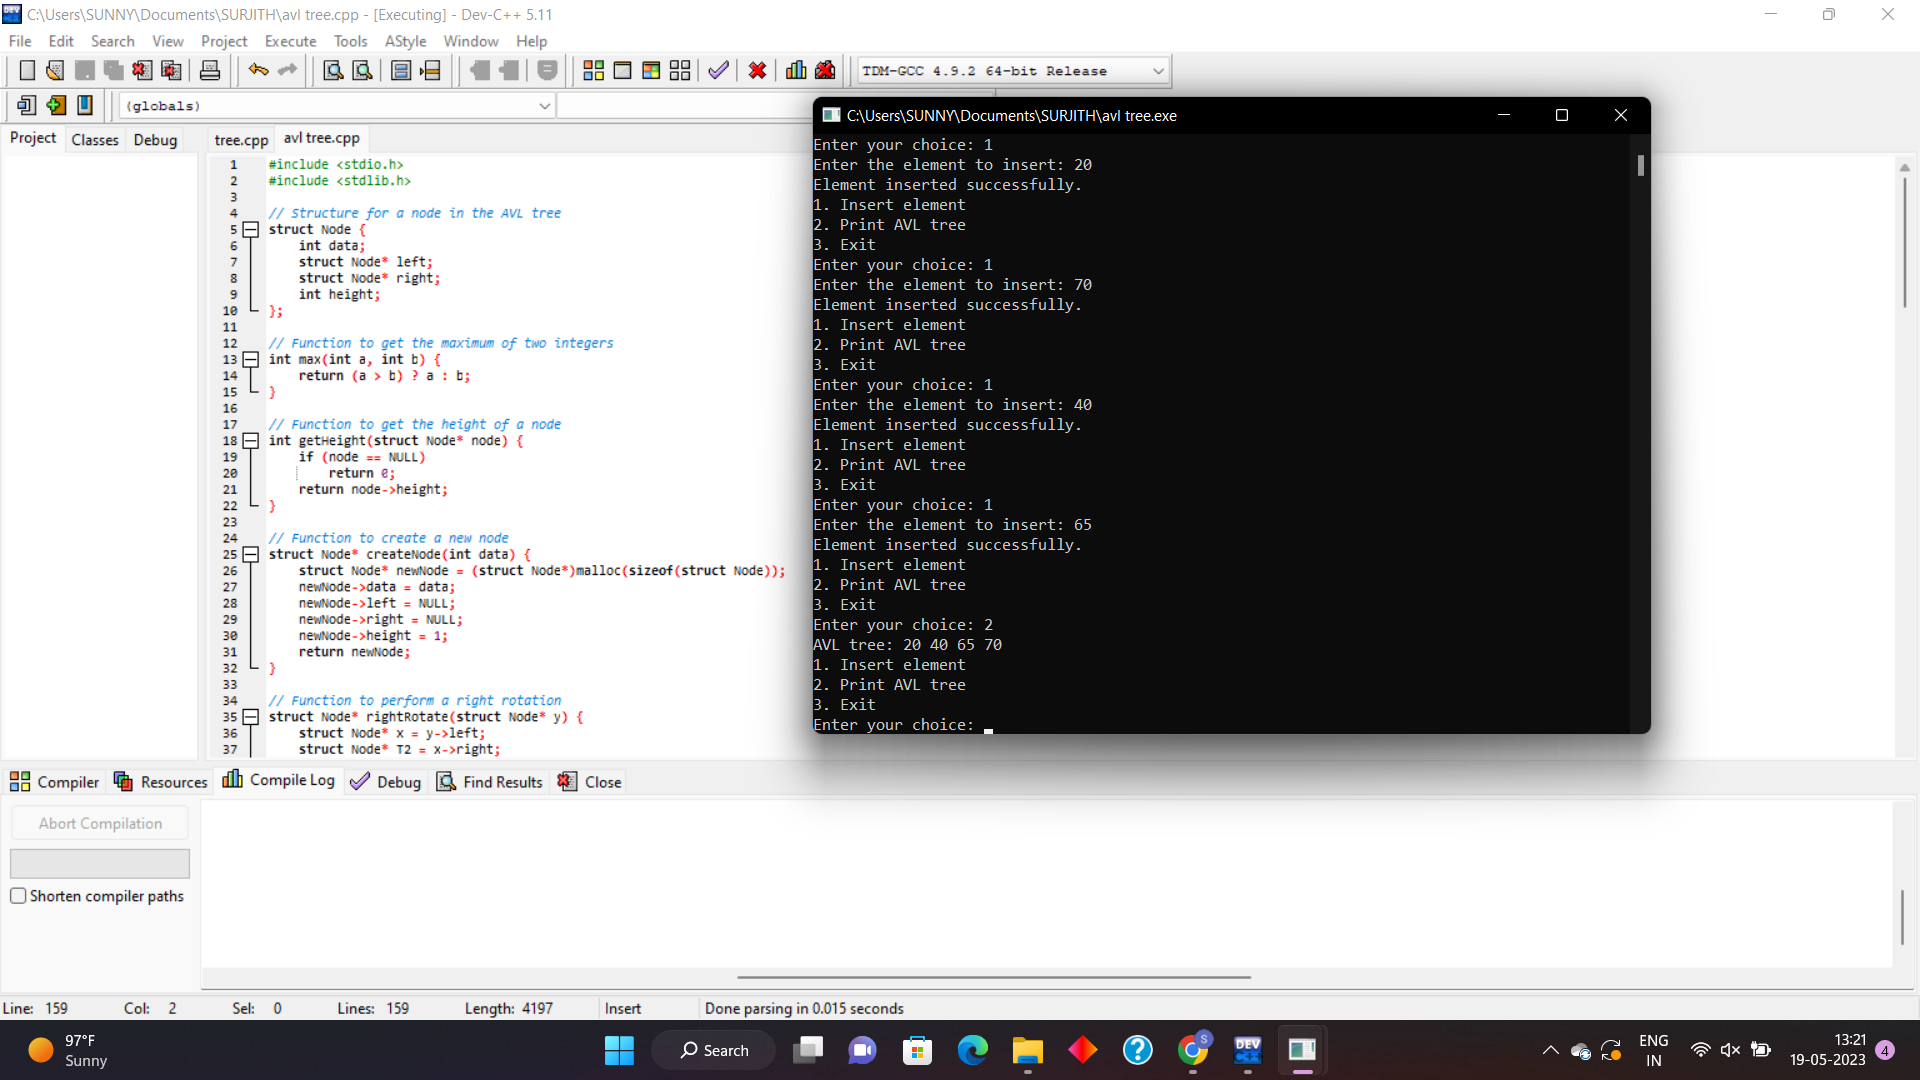 C:\Users\SUNNY\Documents\SURJITH\avl tree.cpp - [Executing] - Dev-C++ 5.11
File Edit Search View Project Execute Tools AStyle Window Help
TDM-GCC 4.9.2 64-bit Release
(globals)
Project Classes Debug
tree.cpp avl tree.cpp
1 #include <stdio.h>
2 #include <stdlib.h>
3
4 // Structure for a node in the AVL tree
5 struct Node {
6 int data;
7 struct Node* left;
8 struct Node* right;
9 int height;
10 };
11
12 // Function to get the maximum of two integers
13 int max(int a, int b) {
14 return (a > b) ? a : b;
15 }
16
17 // Function to get the height of a node
18 int getHeight(struct Node* node) {
19 if (node == NULL)
20 return 0;
21 return node->height;
22 }
23
24 // Function to create a new node
25 struct Node* createNode(int data) {
26 struct Node* newNode = (struct Node*)malloc(sizeof(struct Node));
27 newNode->data = data;
28 newNode->left = NULL;
29 newNode->right = NULL;
30 newNode->height = 1;
31 return newNode;
32 }
33
34 // Function to perform a right rotation
35 struct Node* rightRotate(struct Node* y) {
36 struct Node* x = y->left;
37 struct Node* T2 = x->right;
C:\Users\SUNNY\Documents\SURJITH\avl tree.exe
Enter your choice: 1
Enter the element to insert: 20
Element inserted successfully.
1. Insert element
2. Print AVL tree
3. Exit
Enter your choice: 1
Enter the element to insert: 70
Element inserted successfully.
1. Insert element
2. Print AVL tree
3. Exit
Enter your choice: 1
Enter the element to insert: 40
Element inserted successfully.
1. Insert element
2. Print AVL tree
3. Exit
Enter your choice: 1
Enter the element to insert: 65
Element inserted successfully.
1. Insert element
2. Print AVL tree
3. Exit
Enter your choice: 2
AVL tree: 20 40 65 70
1. Insert element
2. Print AVL tree
3. Exit
Enter your choice:
Compiler Resources Compile Log Debug Find Results Close
Abort Compilation
Shorten compiler paths
Line: 159 Col: 2 Sel: 0 Lines: 159 Length: 4197 Insert Done parsing in 0.015 seconds
97°F
Sunny
Search
S
DEV
C++
ENG
IN
13:21
19-05-2023
4